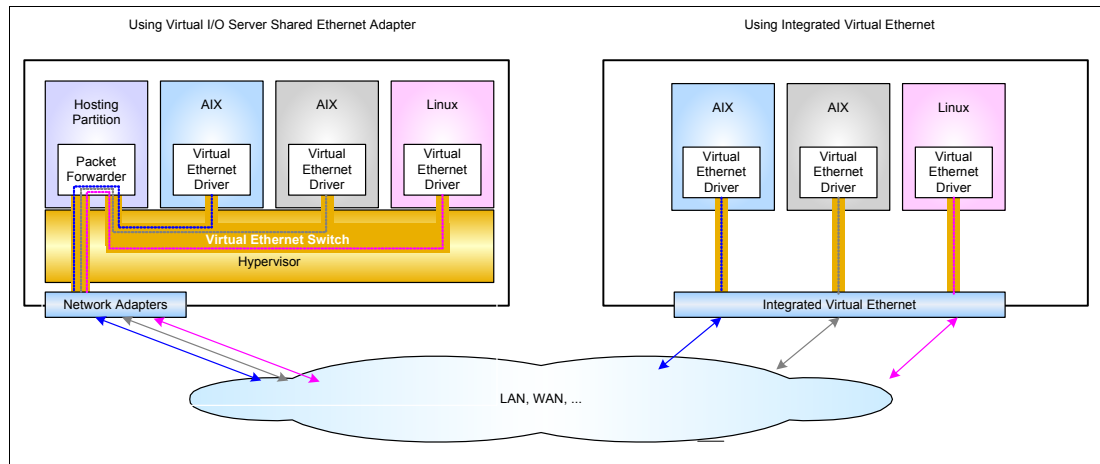 Using Virtual I/O Server Shared Ethernet Adapter
Using Integrated Virtual Ethernet
Hosting
Partition
AIX
AIX
Linux
Packet
Forwarder
Virtual
Ethernet
Driver
Virtual
Ethernet
Driver
Virtual
Ethernet
Driver
Virtual Ethernet Switch
Hypervisor
Network Adapters
AIX
AIX
Linux
Virtual
Ethernet
Driver
Virtual
Ethernet
Driver
Virtual
Ethernet
Driver
Integrated Virtual Ethernet
LAN, WAN, ...